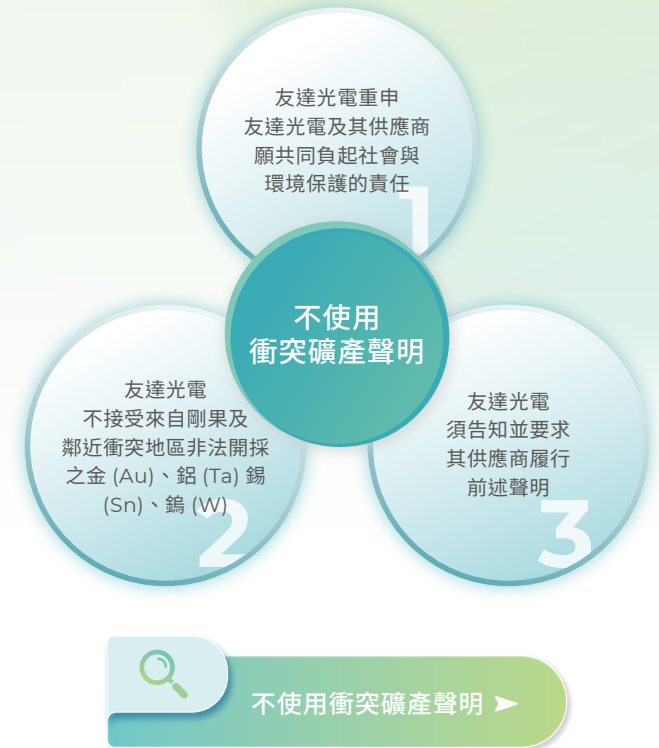 友達光電重申
友達光電及其供應商
願共同負起社會與
環境保護的責任
1
不使用
衝突礦產聲明
友達光電
不接受來自剛果及
鄰近衝突地區非法開採
之金 (Au)、鋁 (Ta) 錫
(Sn)、鎢 (W)
2
友達光電
須告知並要求
其供應商履行
前述聲明
3
不使用衝突礦產聲明 ➤